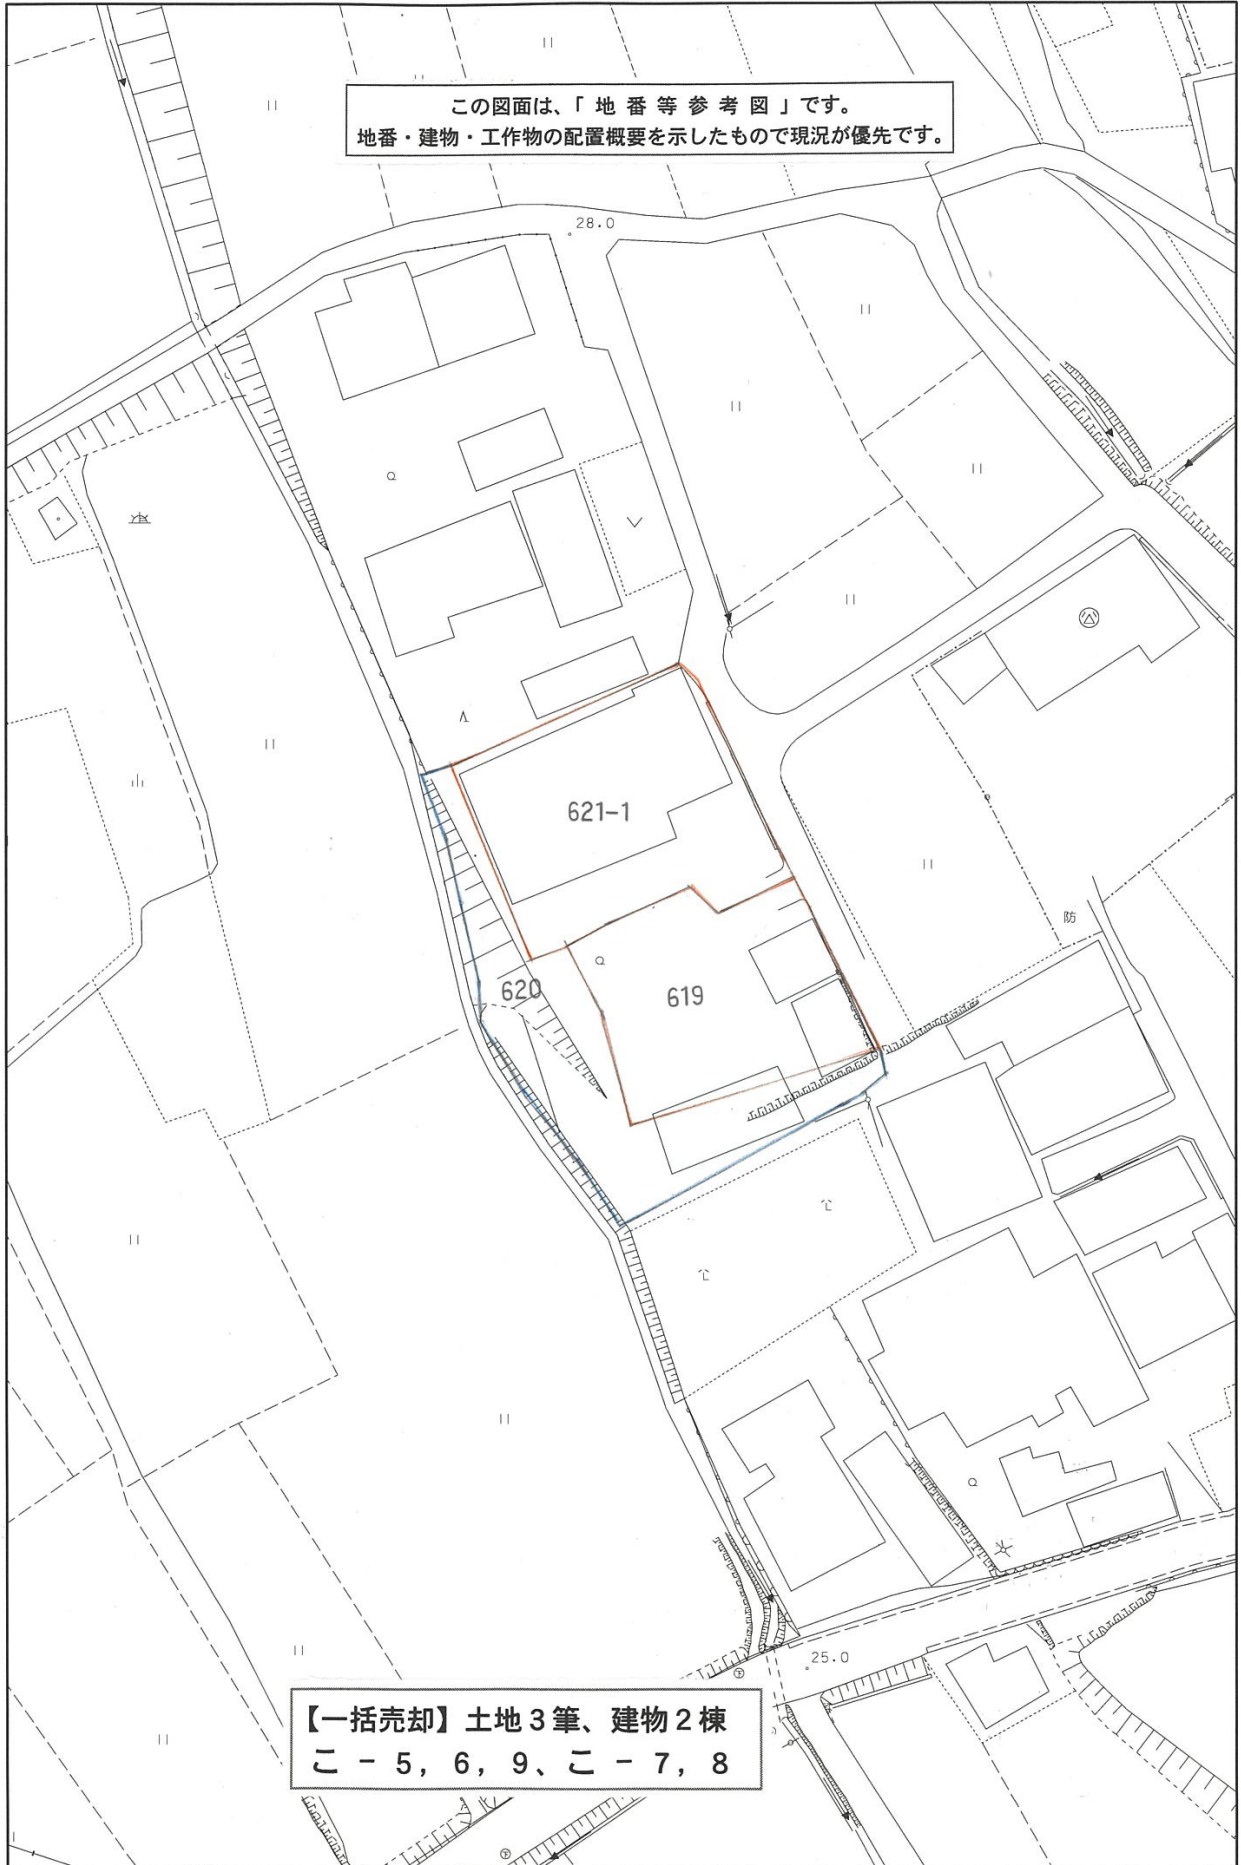 この図面は、「 地 番 等 参 考 図 」です。
地番・建物・工作物の配置概要を示したもので現況が優先です。
28.0
621-1
防
620
619
25.0
【一括売却】土地３筆、建物２棟
こ － ５，６，９、こ － ７，８